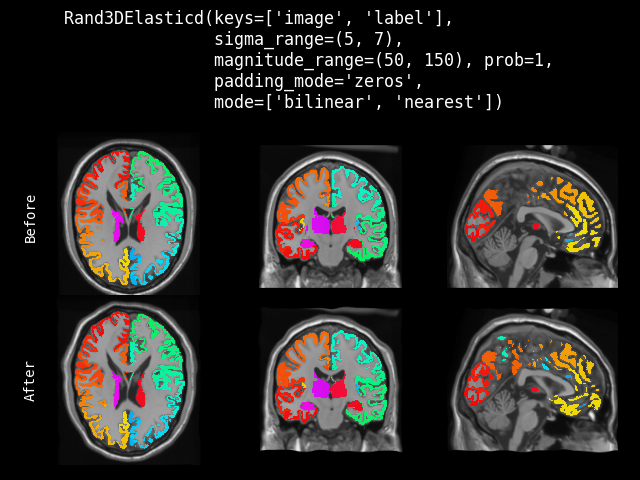 Rand3DElasticd(keys=['image', 'label'],
sigma_range=(5, 7),
magnitude_range=(50, 150), prob=1,
padding_mode='zeros',
mode=['bilinear', 'nearest'])
Before
After